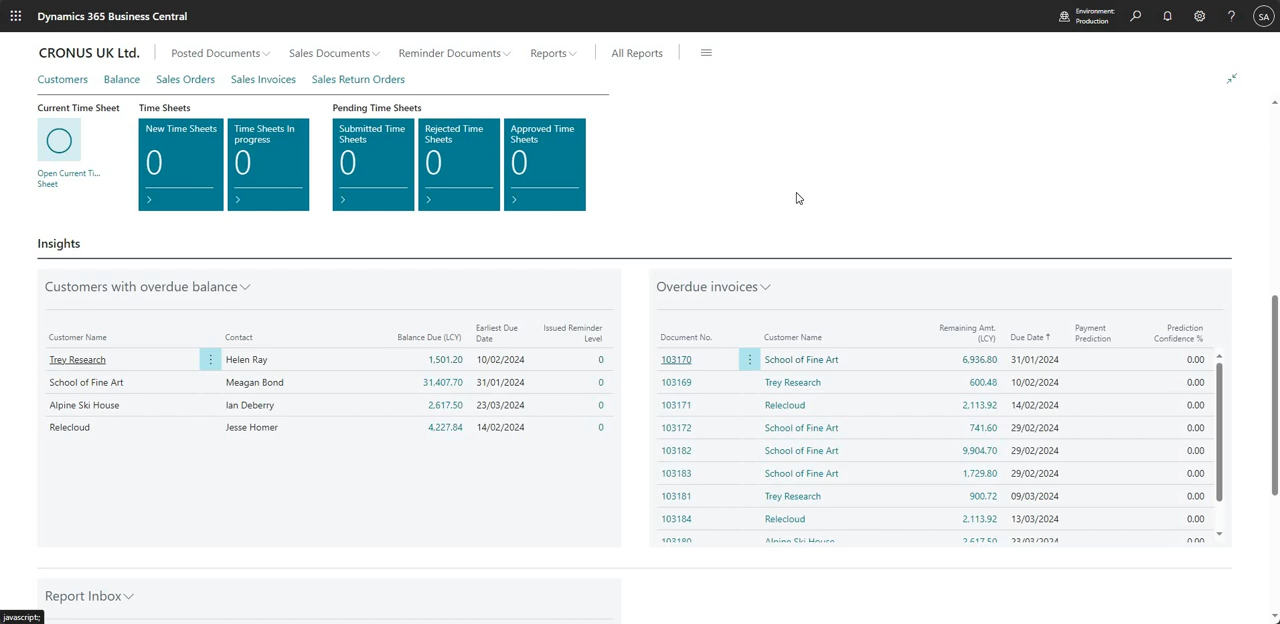 Dynamics 365 Business Central
Environment:
Production
?
SA
CRONUS UK Ltd.
Posted Documents
Sales Documents
Reminder Documents
Reports
All Reports
Customers
Balance
Sales Orders
Sales Invoices
Sales Return Orders
Current Time Sheet
Time Sheets
Pending Time Sheets
Open Current Ti...
Sheet
New Time Sheets
0
Time Sheets In
progress
0
Submitted Time
Sheets
0
Rejected Time
Sheets
0
Approved Time
Sheets
0
Insights
Customers with overdue balance
Customer Name Contact Balance Due (LCY) Earliest Due Date Issued Reminder Level
Trey Research Helen Ray 1,501.20 10/02/2024 0
School of Fine Art Meagan Bond 31,407.70 31/01/2024 0
Alpine Ski House Ian Deberry 2,617.50 23/03/2024 0
Relecloud Jesse Homer 4,227.84 14/02/2024 0
Overdue invoices
Document No. Customer Name Remaining Amt. (LCY) Due Date ↑ Payment Prediction Prediction Confidence %
103170 School of Fine Art 6,936.80 31/01/2024 0.00
103169 Trey Research 600.48 10/02/2024 0.00
103171 Relecloud 2,113.92 14/02/2024 0.00
103172 School of Fine Art 741.60 29/02/2024 0.00
103182 School of Fine Art 9,904.70 29/02/2024 0.00
103183 School of Fine Art 1,729.80 29/02/2024 0.00
103181 Trey Research 900.72 09/03/2024 0.00
103184 Relecloud 2,113.92 13/03/2024 0.00
103180 Alpine Ski House 2,617.50 23/03/2024 0.00
Report Inbox
javascript:;